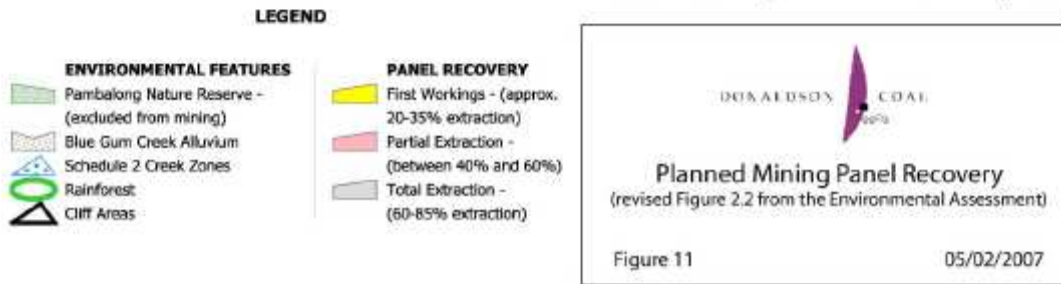 LEGEND
ENVIRONMENTAL FEATURES
Pambalong Nature Reserve -
(excluded from mining)
Blue Gum Creek Alluvium
Schedule 2 Creek Zones
Rainforest
Cliff Areas
PANEL RECOVERY
First Workings - (approx.
20-35% extraction)
Partial Extraction -
(between 40% and 60%)
Total Extraction -
(60-85% extraction)
DONALDSON COAL
Planned Mining Panel Recovery
(revised Figure 2.2 from the Environmental Assessment)
Figure 11 05/02/2007